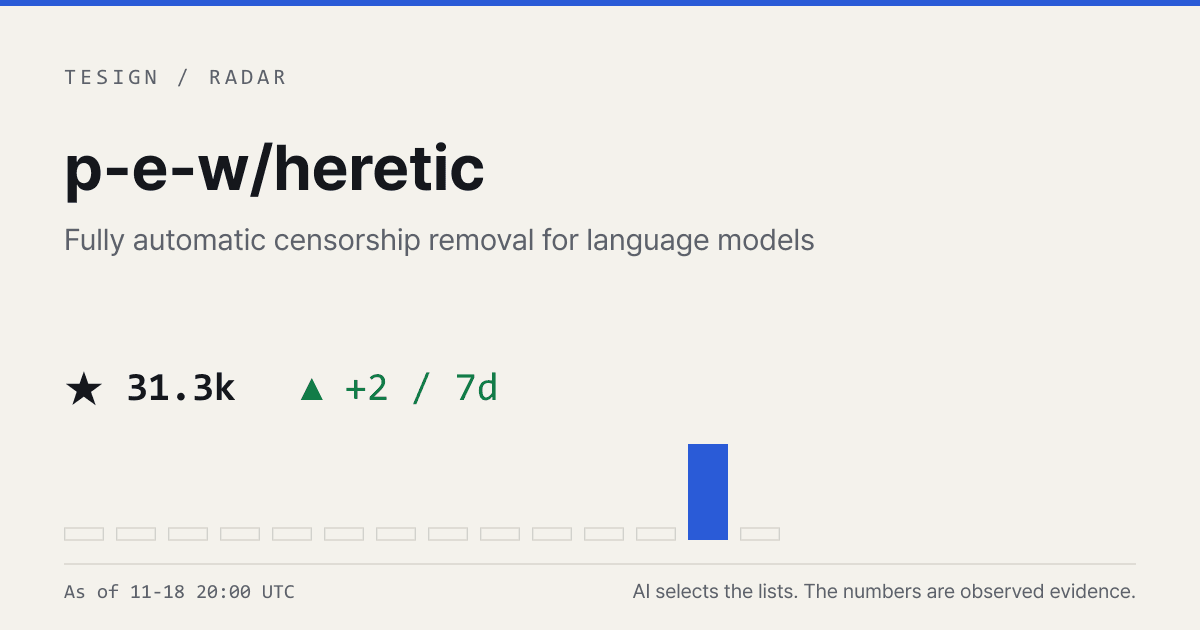 TESIGN / RADAR
p-e-w/heretic
Fully automatic censorship removal for language models
★ 31.3k ▲ +2 / 7d
As of 11-18 20:00 UTC
AI selects the lists. The numbers are observed evidence.